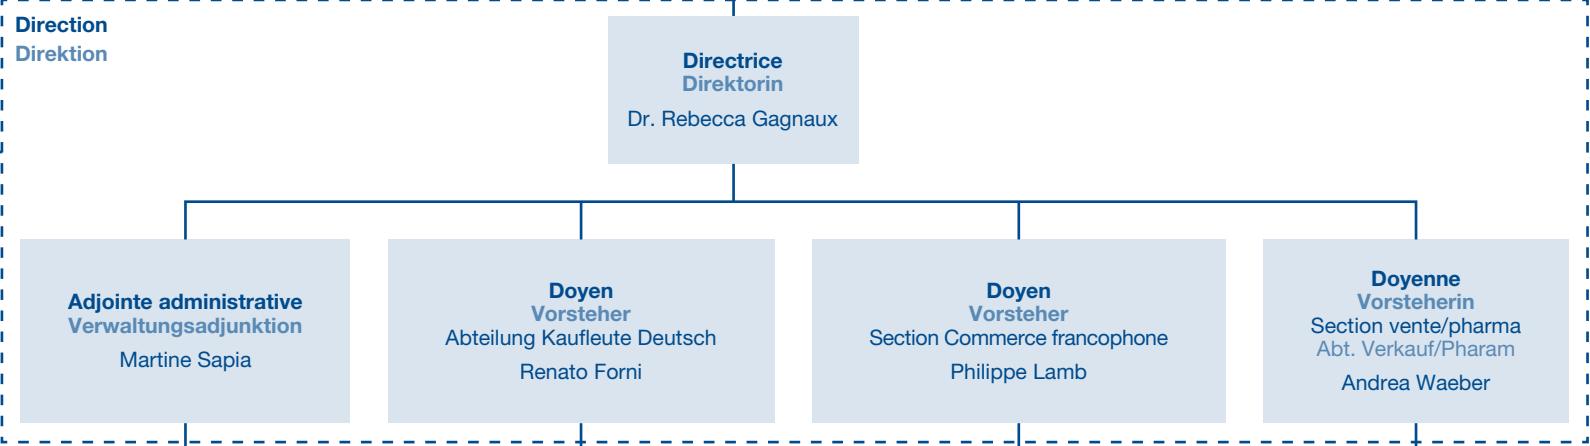 Direction
Direktion
Directrice
Direktorin
Dr. Rebecca Gagnaux
Adjointe administrative
Verwaltungsadjunktion
Martine Sapia
Doyen
Vorsteher
Abteilung Kaufleute Deutsch
Renato Forni
Doyen
Vorsteher
Section Commerce francophone
Philippe Lamb
Doyenne
Vorsteherin
Section vente/pharma
Abt. Verkauf/Pharam
Andrea Waeber